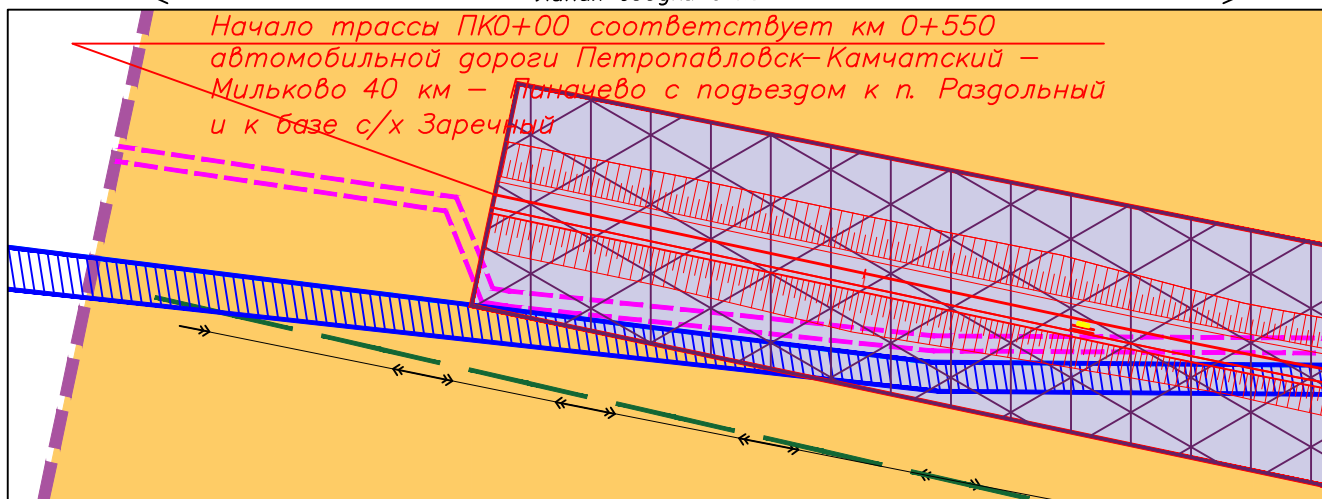 Начало трассы ПК0+00 соответствует км 0+550
автомобильной дороги Петропавловск-Камчатский -
Мильково 40 км - Пиначево с подъездом к п. Раздольный
и к базе с/х Заречный